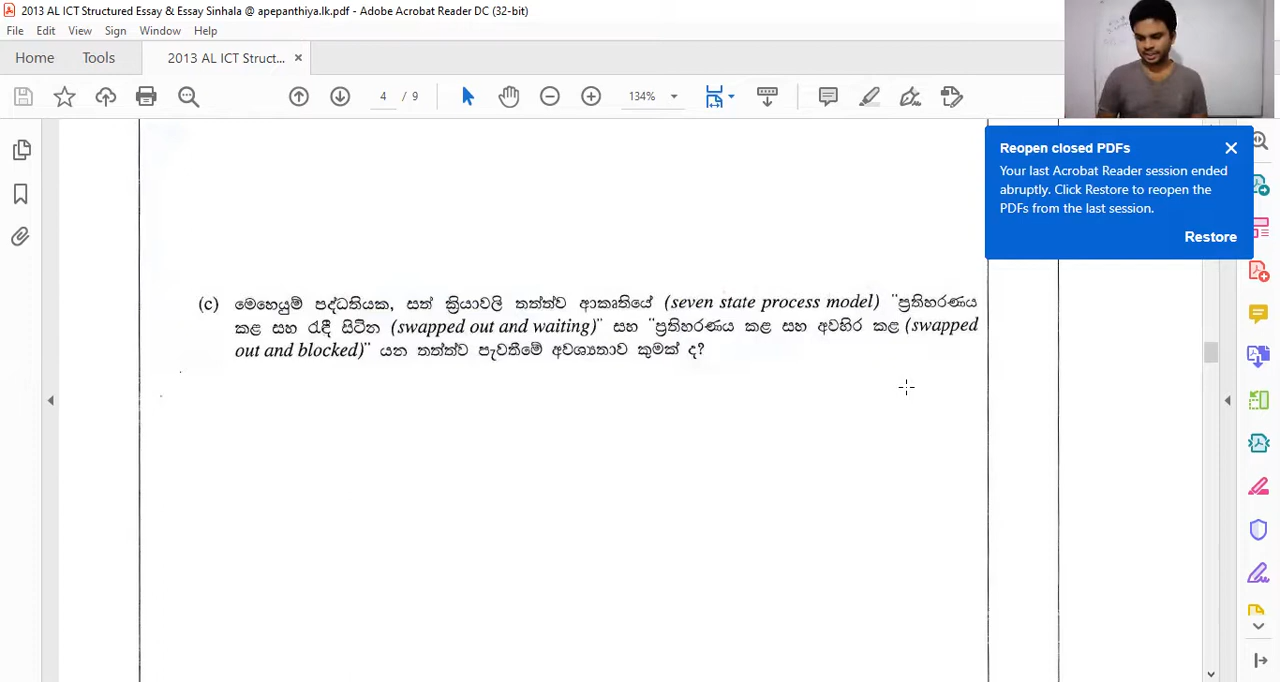 2013 AL ICT Structured Essay & Essay Sinhala @ apepanthiya.lk.pdf - Adobe Acrobat Reader DC (32-bit)
File Edit View Sign Window Help
Home Tools 2013 AL ICT Struct... ×
4 / 9 134%
Reopen closed PDFs
Your last Acrobat Reader session ended
abruptly. Click Restore to reopen the
PDFs from the last session.
Restore
(c) මෙහෙයුම් පද්ධතියක, සත් ක්‍රියාවලි තත්ත්ව ආකෘතියේ (seven state process model) "ප්‍රතිහරණය
කළ සහ රැඳී සිටින (swapped out and waiting)" සහ "ප්‍රතිහරණය කළ සහ අවහිර කළ (swapped
out and blocked)" යන තත්ත්ව පැවතීමේ අවශ්‍යතාව කුමක් ද?